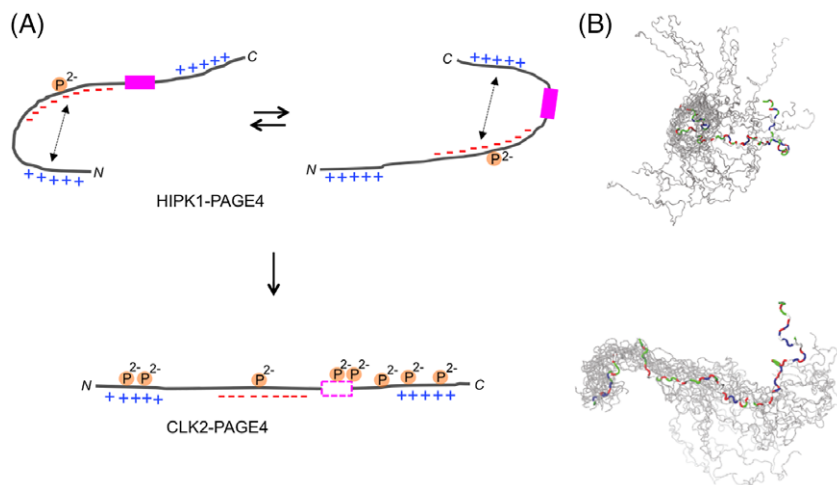 (A) (B)
+++++ C
P2-
-------
+++++ N
C
+++++
--------
P2-
N
+++++
HIPK1-PAGE4
P2- P2- P2- P2- P2- P2- P2- P2-
N C
+++++ --------- +++++
CLK2-PAGE4